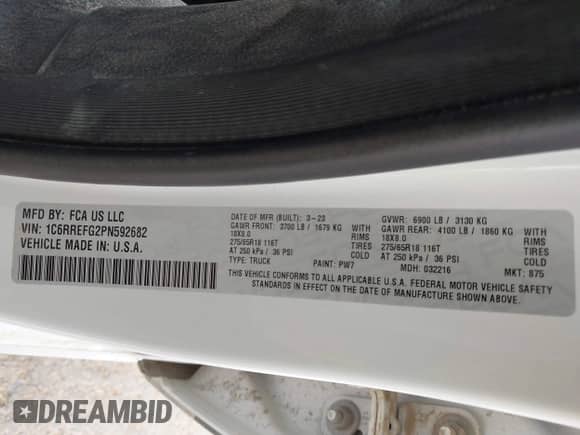 MFD BY: FCA US LLC
VIN: 1C6RREFG2PN592682
VEHICLE MADE IN: U.S.A.
DATE OF MFR (BUILT): 3-23
GAWR FRONT: 3700 LB / 1679 KG
18X8.0
275/65R18 116T
AT 250 kPa / 36 PSI
TYPE: TRUCK
WITH
RIMS
TIRES
COLD
PAINT: PW7
GVWR: 6900 LB / 3130 KG
GAWR REAR: 4100 LB / 1860 KG
18X8.0
275/65R18 116T
AT 250 kPa / 36 PSI
MDH: 032216
WITH
RIMS
TIRES
COLD
MKT: 875
THIS VEHICLE CONFORMS TO ALL APPLICABLE U.S.A. FEDERAL MOTOR VEHICLE SAFETY
STANDARDS IN EFFECT ON THE DATE OF MANUFACTURE SHOWN ABOVE.
DREAMBID